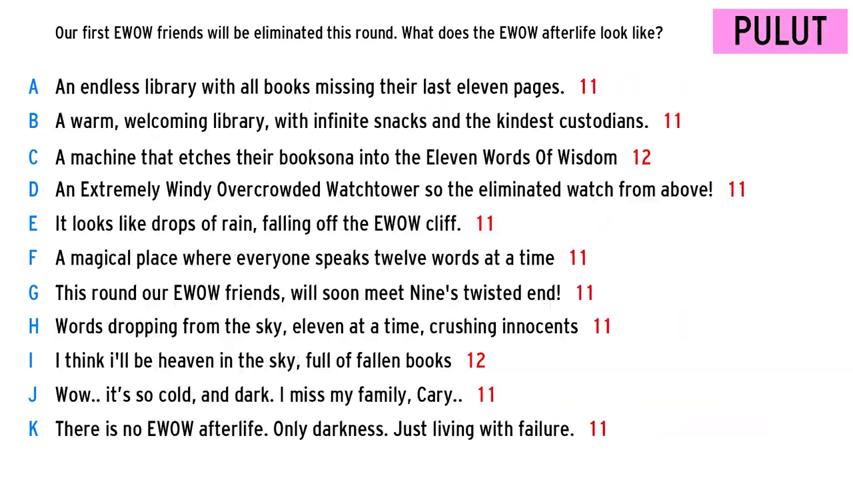 Our first EWOW friends will be eliminated this round. What does the EWOW afterlife look like?
PULUT
A An endless library with all books missing their last eleven pages. 11
B A warm, welcoming library, with infinite snacks and the kindest custodians. 11
C A machine that etches their booksona into the Eleven Words Of Wisdom 12
D An Extremely Windy Overcrowded Watchtower so the eliminated watch from above! 11
E It looks like drops of rain, falling off the EWOW cliff. 11
F A magical place where everyone speaks twelve words at a time 11
G This round our EWOW friends, will soon meet Nine's twisted end! 11
H Words dropping from the sky, eleven at a time, crushing innocents 11
I I think i'll be heaven in the sky, full of fallen books 12
J Wow.. it’s so cold, and dark. I miss my family, Cary.. 11
K There is no EWOW afterlife. Only darkness. Just living with failure. 11